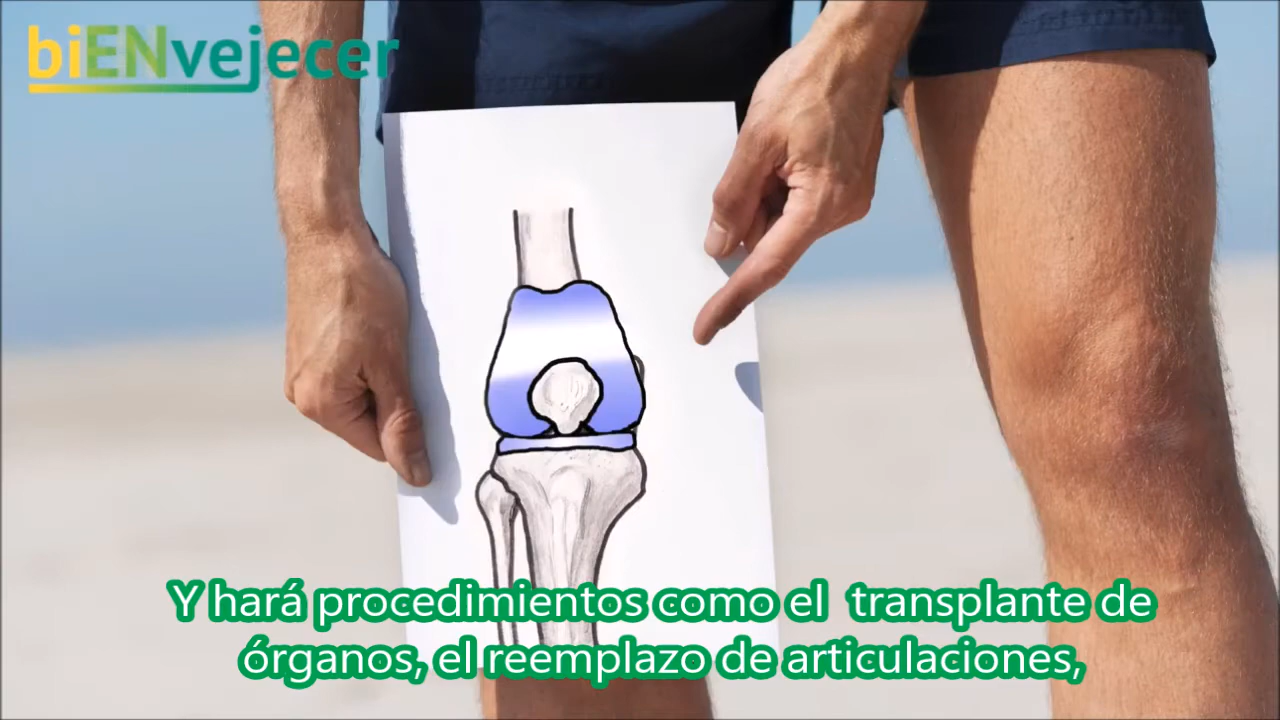 biENvejecer
Y hará procedimientos como el transplante de
órganos, el reemplazo de articulaciones,